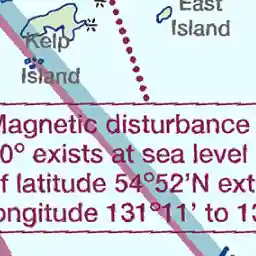 East
Island
Kelp
Island
Magnetic disturbance
0° exists at sea level
f latitude 54°52'N ext
ongitude 131°11' to 13